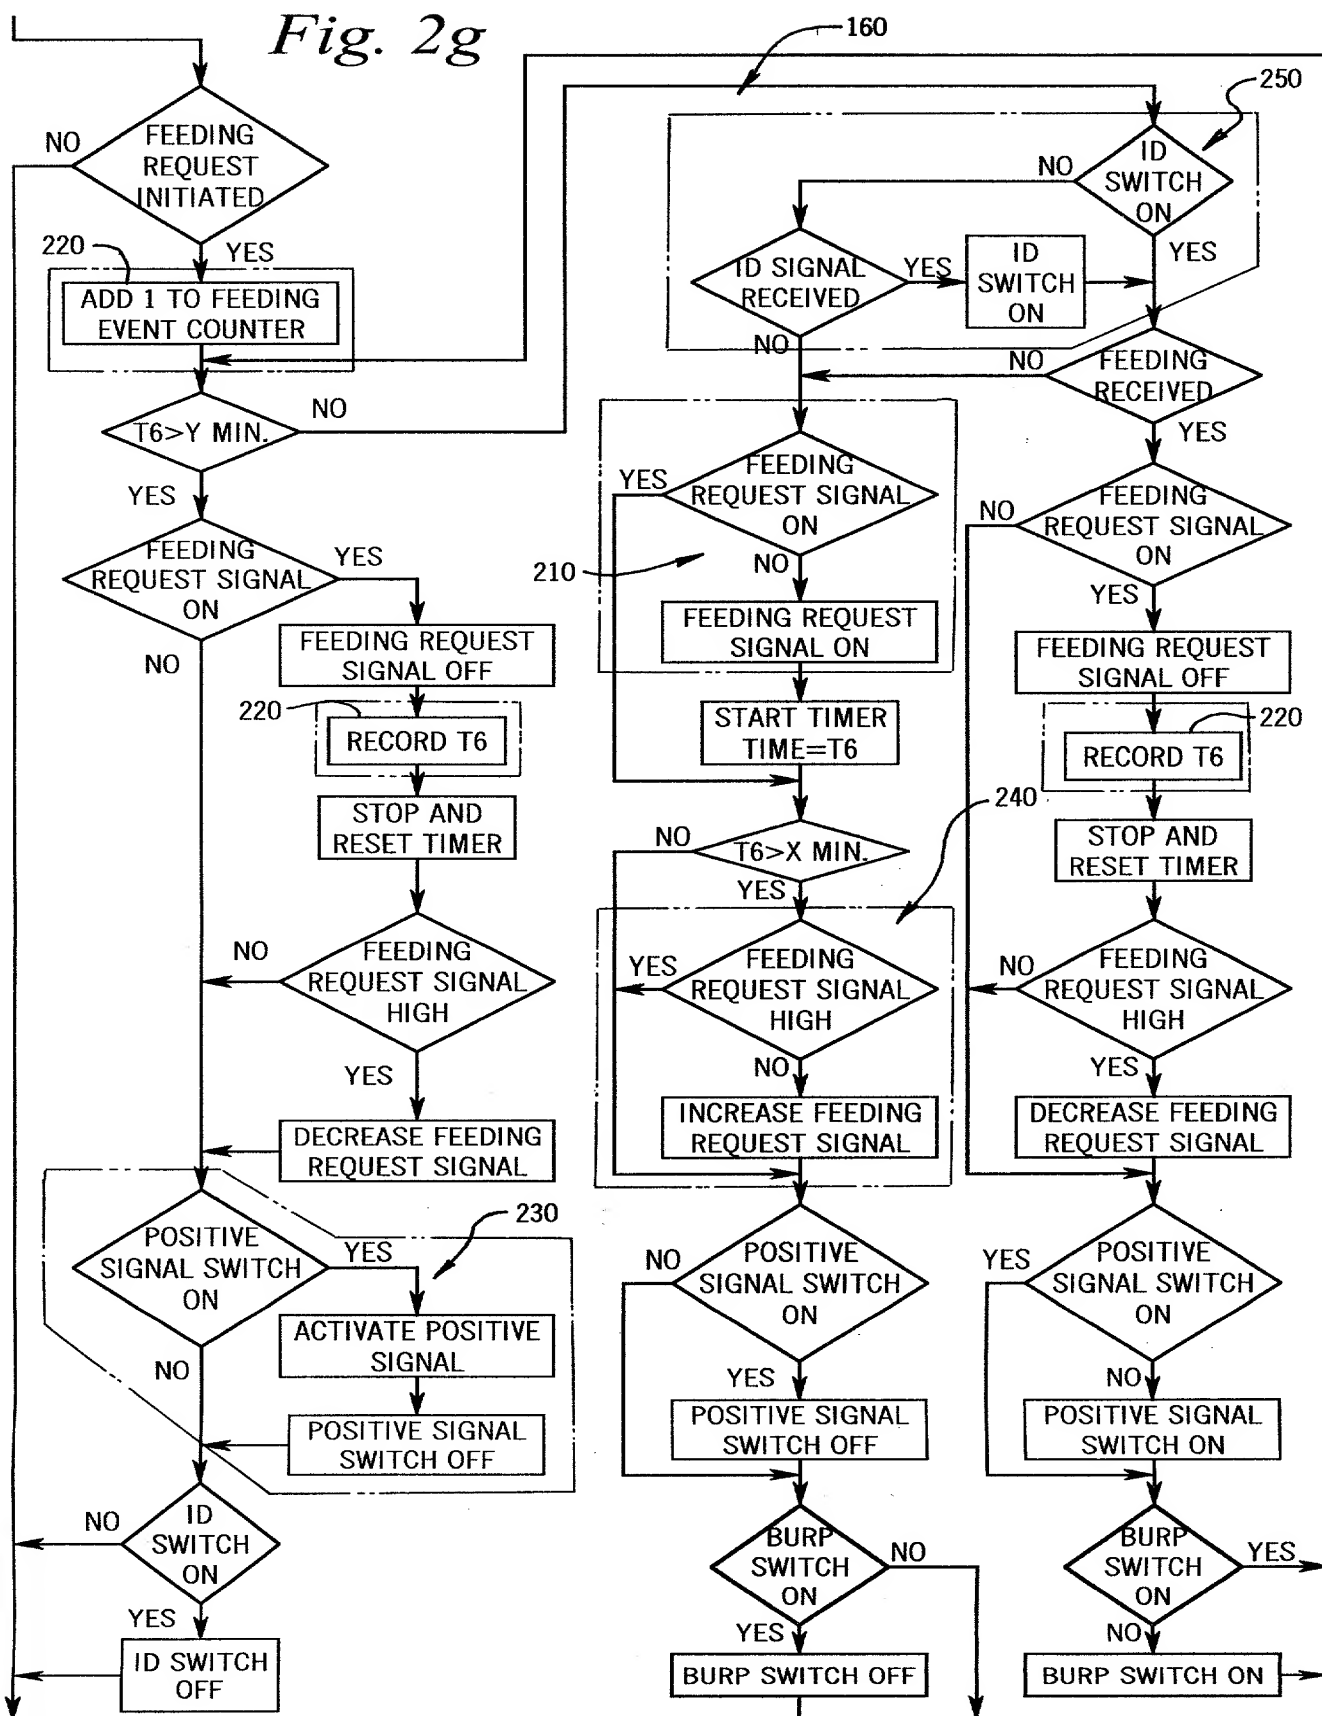 Fig. 2g
160
250
FEEDING
REQUEST
INITIATED
NO
YES
220
ADD 1 TO FEEDING
EVENT COUNTER
T6>Y MIN.
NO
YES
FEEDING
REQUEST SIGNAL
ON
YES
NO
FEEDING REQUEST
SIGNAL OFF
220
RECORD T6
STOP AND
RESET TIMER
FEEDING
REQUEST SIGNAL
HIGH
NO
YES
DECREASE FEEDING
REQUEST SIGNAL
230
POSITIVE
SIGNAL SWITCH
ON
YES
NO
ACTIVATE POSITIVE
SIGNAL
POSITIVE SIGNAL
SWITCH OFF
ID
SWITCH
ON
NO
YES
ID SWITCH
OFF
ID
SWITCH
ON
NO
YES
ID SIGNAL
RECEIVED
YES
NO
ID
SWITCH
ON
FEEDING
RECEIVED
NO
YES
FEEDING
REQUEST SIGNAL
ON
YES
NO
210
FEEDING REQUEST
SIGNAL ON
START TIMER
TIME=T6
240
T6>X MIN.
NO
YES
FEEDING
REQUEST SIGNAL
HIGH
YES
NO
INCREASE FEEDING
REQUEST SIGNAL
POSITIVE
SIGNAL SWITCH
ON
NO
YES
POSITIVE SIGNAL
SWITCH OFF
BURP
SWITCH
ON
NO
YES
BURP SWITCH OFF
FEEDING
REQUEST SIGNAL
ON
NO
YES
FEEDING REQUEST
SIGNAL OFF
220
RECORD T6
STOP AND
RESET TIMER
FEEDING
REQUEST SIGNAL
HIGH
NO
YES
DECREASE FEEDING
REQUEST SIGNAL
POSITIVE
SIGNAL SWITCH
ON
YES
NO
POSITIVE SIGNAL
SWITCH ON
BURP
SWITCH
ON
YES
NO
BURP SWITCH ON